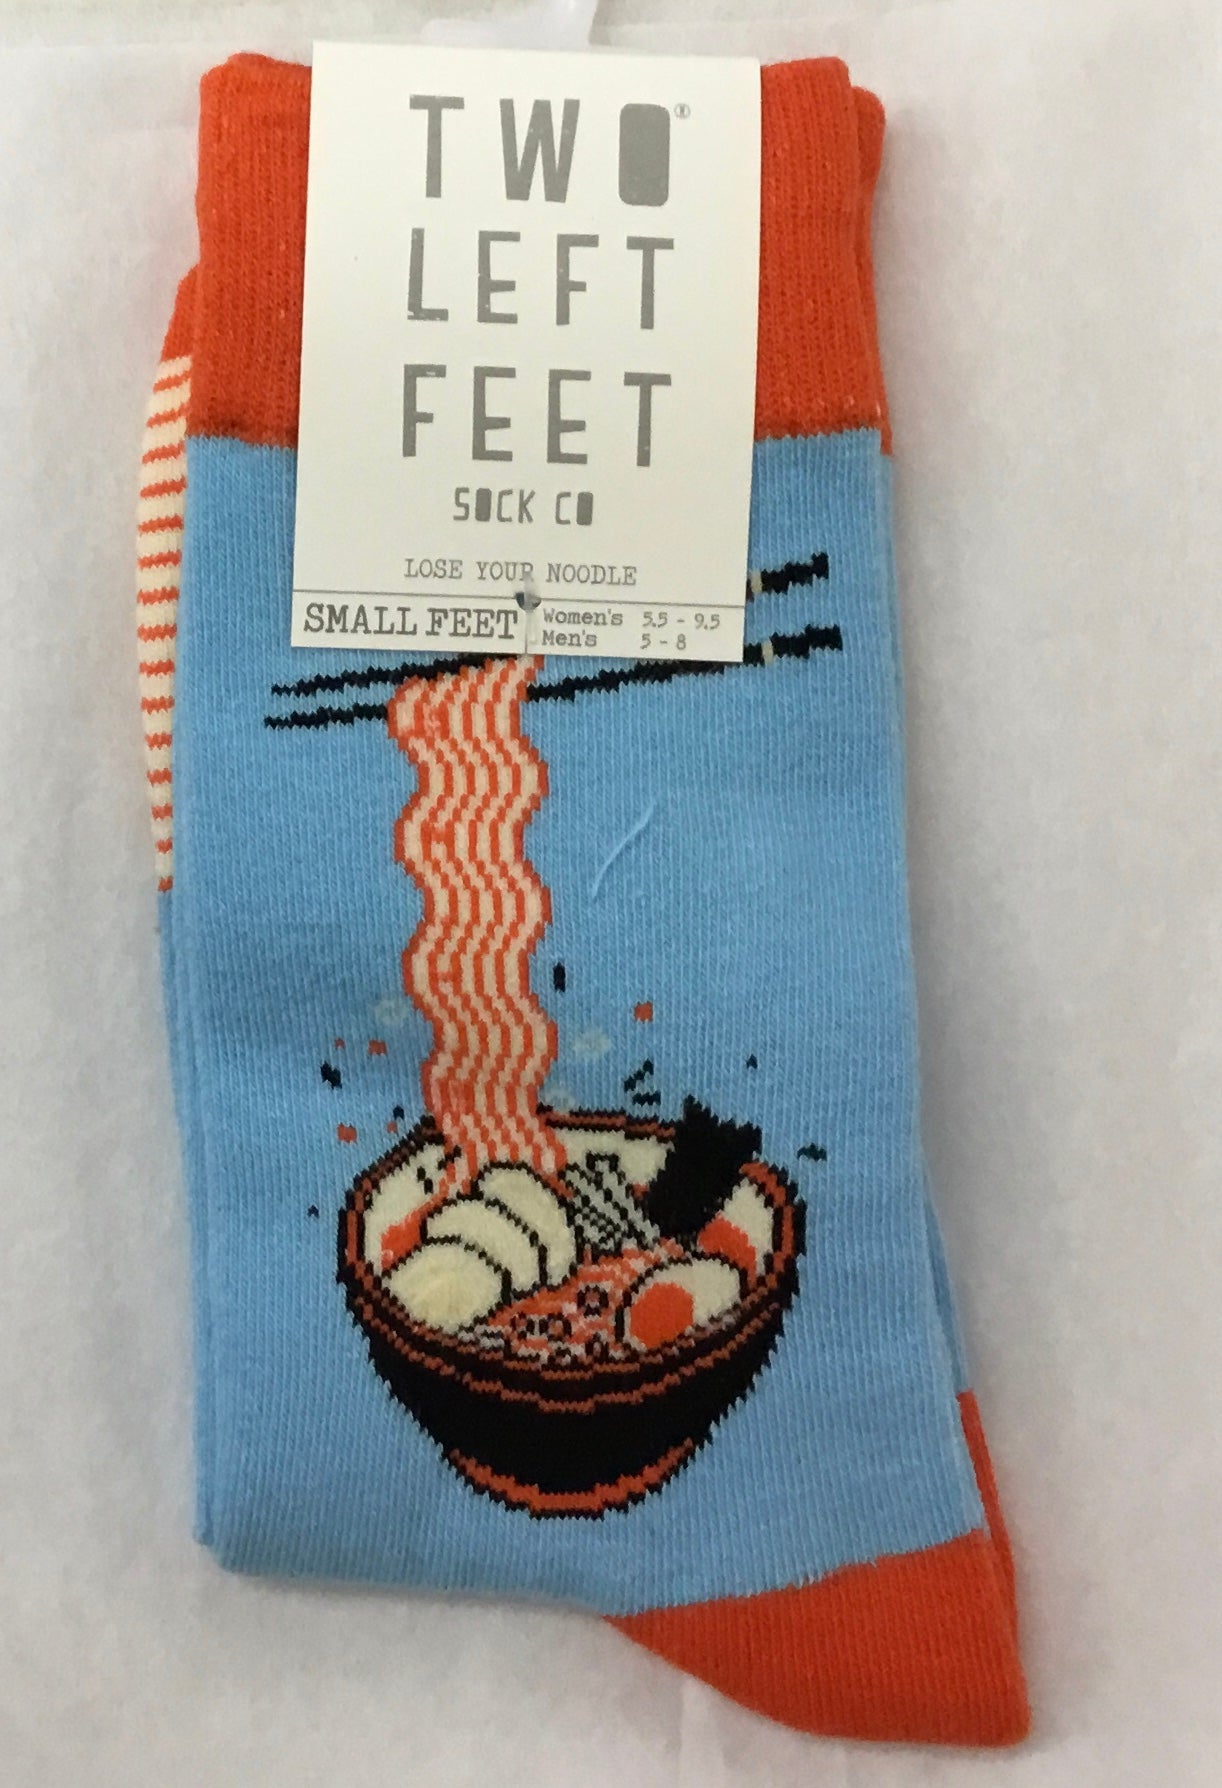 TWO®
LEFT
FEET
SOCK CO
LOSE YOUR NOODLE
SMALL FEET
Women's 5.5 - 9.5
Men's 5 - 8